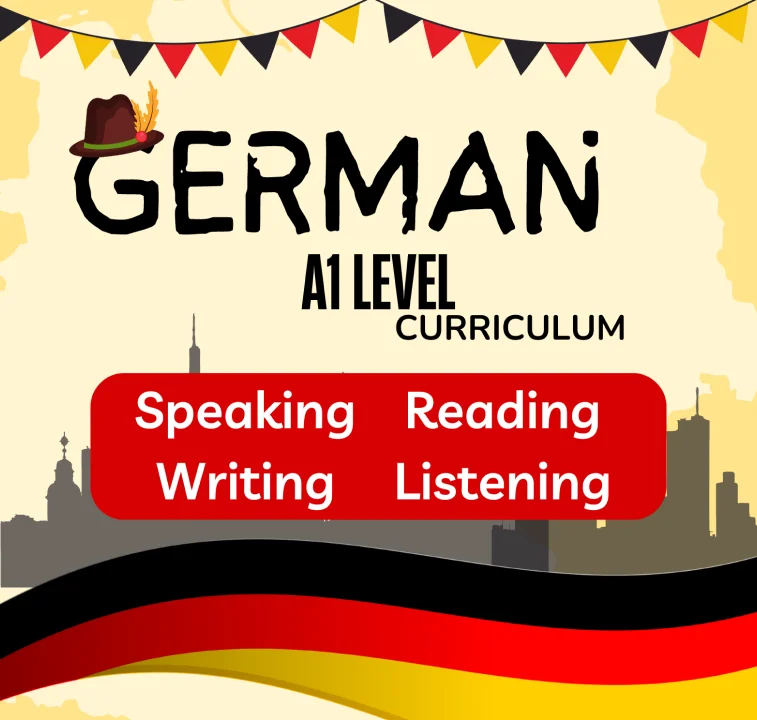 GERMAN
A1 LEVEL
CURRICULUM
Speaking Reading
Writing Listening